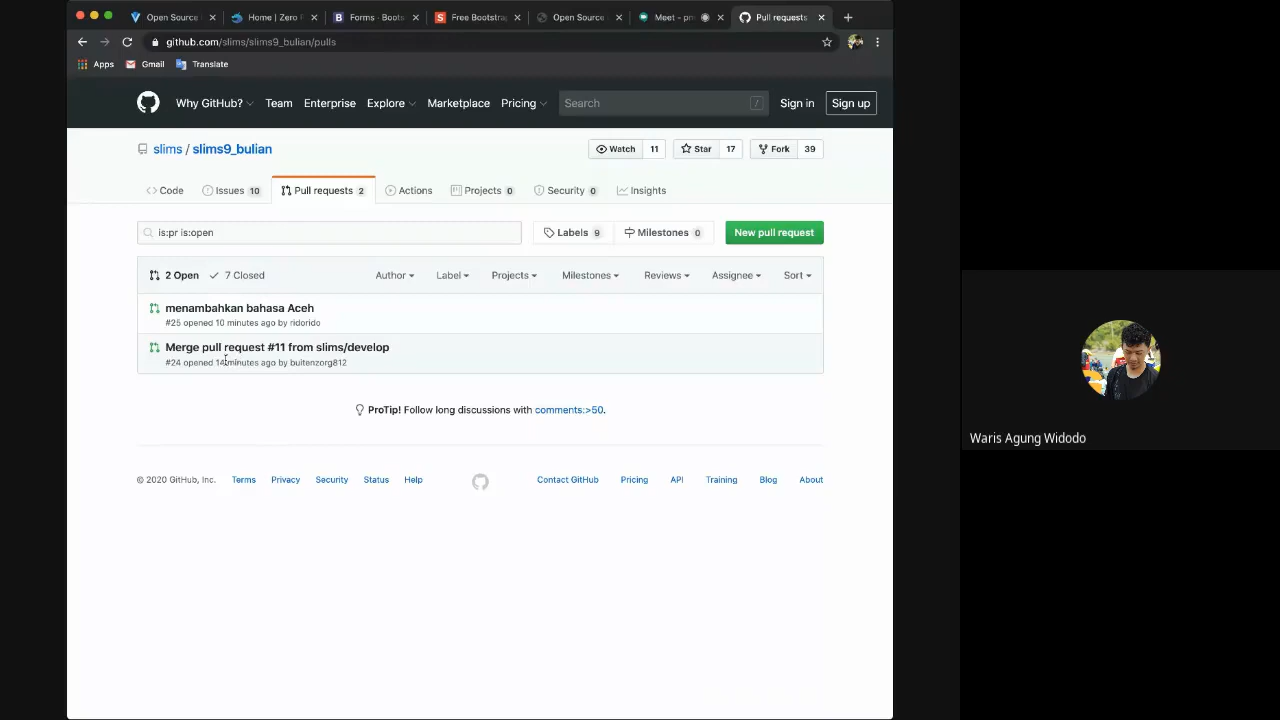 Open Source
Home | Zero
Forms · Boots
Free Bootstra
Open Source
Meet – pm
Pull requests
github.com/slims/slims9_bulian/pulls
Apps Gmail Translate
Why GitHub? Team Enterprise Explore Marketplace Pricing Search / Sign in Sign up
slims / slims9_bulian Watch 11 Star 17 Fork 39
Code Issues 10 Pull requests 2 Actions Projects 0 Security 0 Insights
is:pr is:open Labels 9 Milestones 0 New pull request
2 Open 7 Closed Author Label Projects Milestones Reviews Assignee Sort
menambahkan bahasa Aceh
#25 opened 10 minutes ago by ridorido
Merge pull request #11 from slims/develop
#24 opened 14 minutes ago by buitenzorg812
ProTip! Follow long discussions with comments:>50.
© 2020 GitHub, Inc. Terms Privacy Security Status Help Contact GitHub Pricing API Training Blog About
Waris Agung Widodo